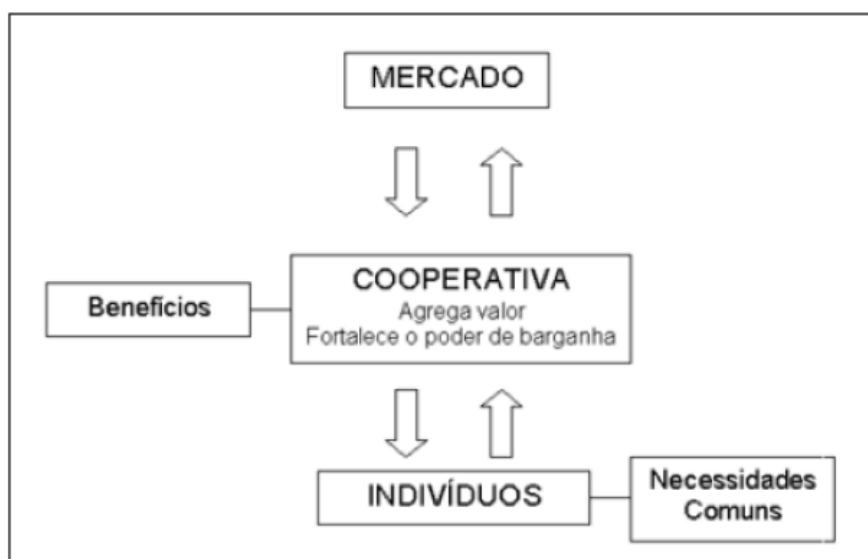 MERCADO
COOPERATIVA
Agrega valor
Fortalece o poder de barganha
Benefícios
INDIVÍDUOS
Necessidades
Comuns